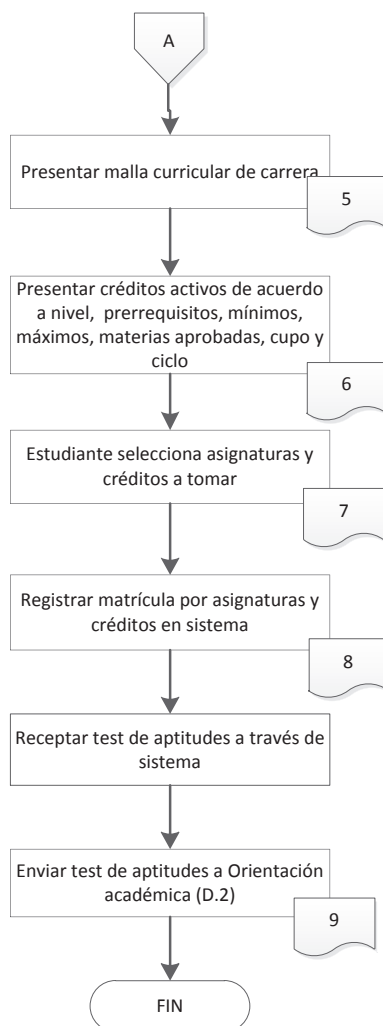 A
Presentar malla curricular de carrera
5
Presentar créditos activos de acuerdo
a nivel, prerrequisitos, mínimos,
máximos, materias aprobadas, cupo y
ciclo
6
Estudiante selecciona asignaturas y
créditos a tomar
7
Registrar matrícula por asignaturas y
créditos en sistema
8
Receptar test de aptitudes a través de
sistema
Enviar test de aptitudes a Orientación
académica (D.2)
9
FIN